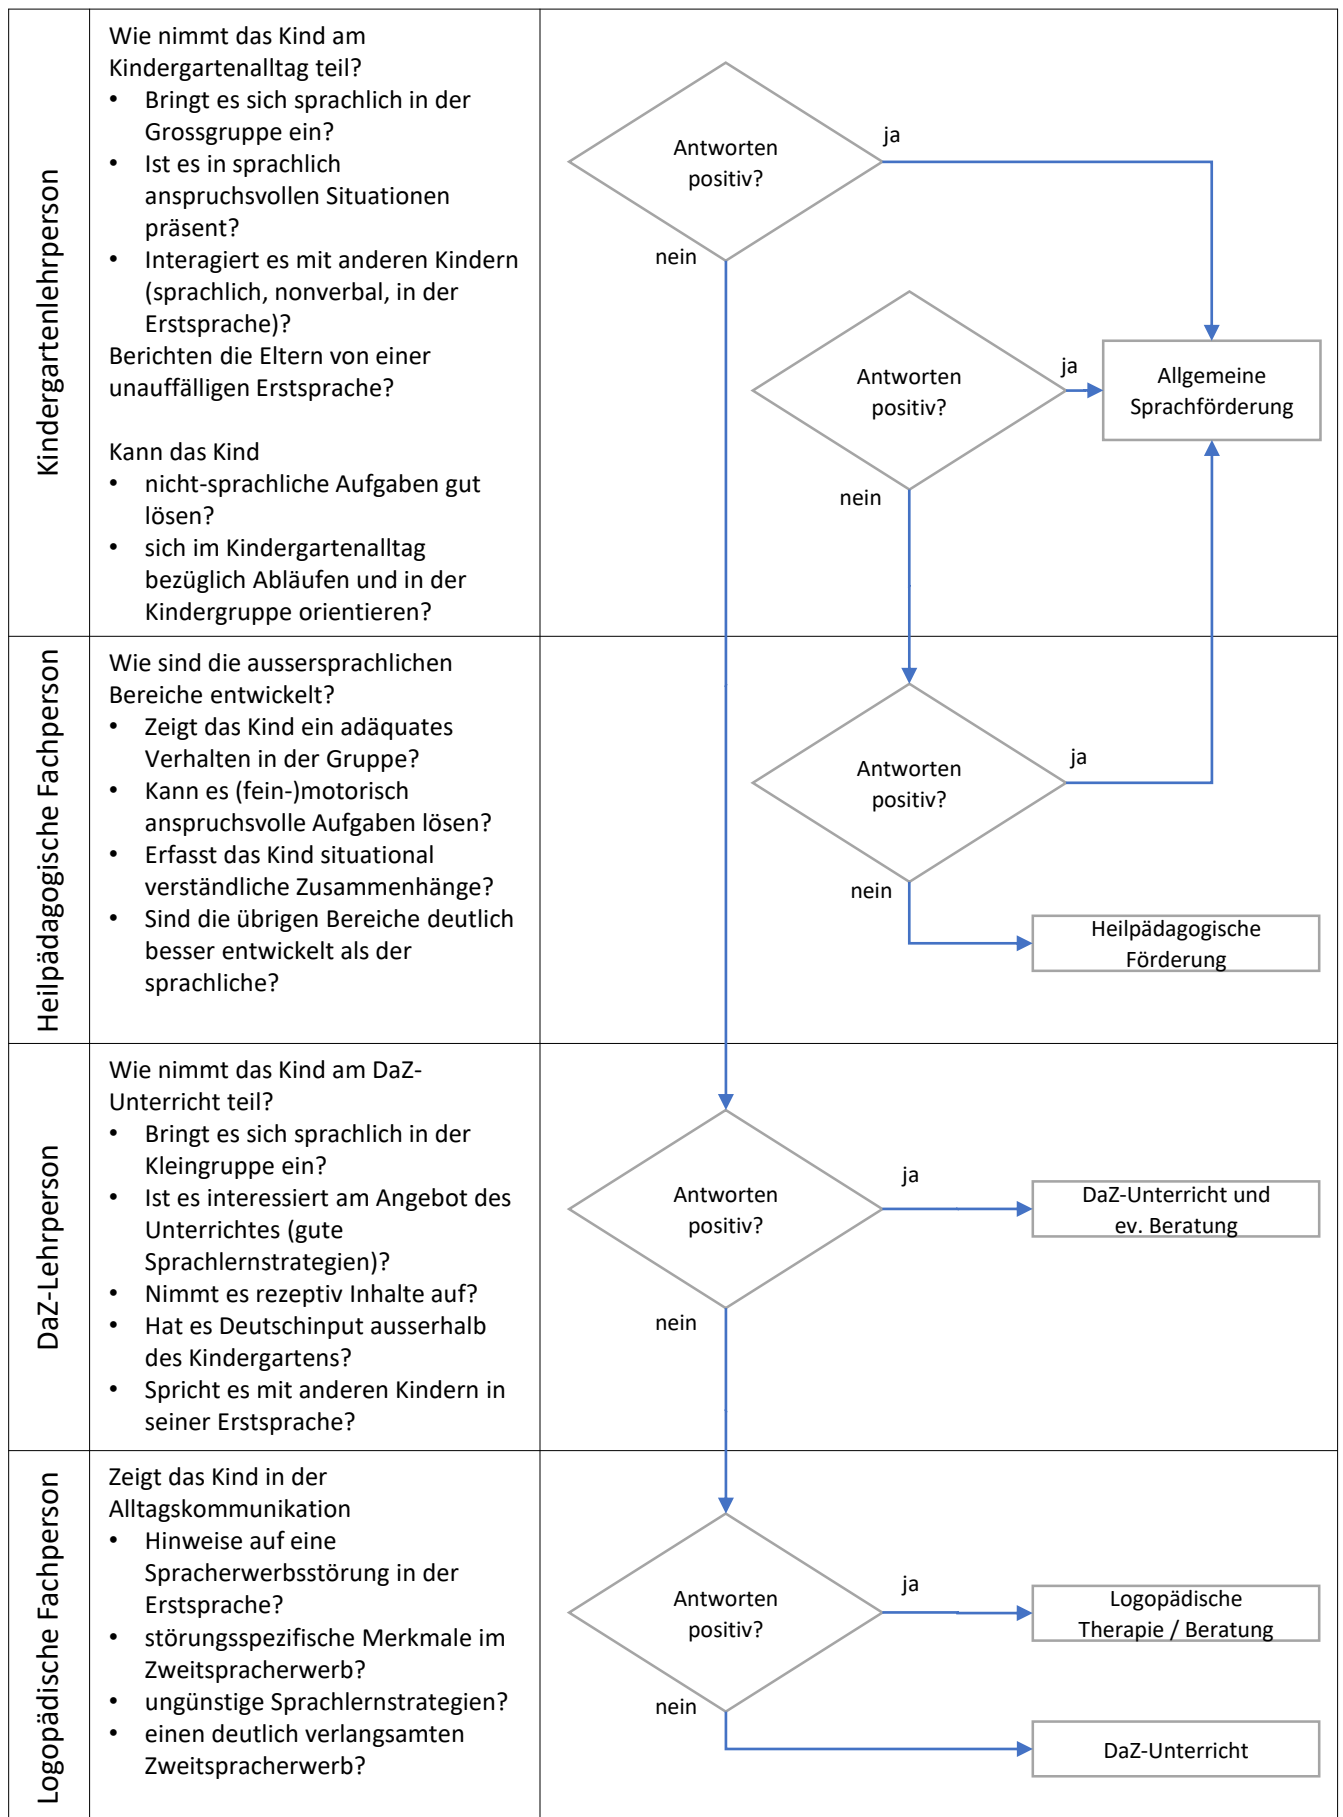 Kindergartenlehrperson
Wie nimmt das Kind am
Kindergartenalltag teil?
• Bringt es sich sprachlich in der
Grossgruppe ein?
• Ist es in sprachlich
anspruchsvollen Situationen
präsent?
• Interagiert es mit anderen Kindern
(sprachlich, nonverbal, in der
Erstsprache)?
Berichten die Eltern von einer
unauffälligen Erstsprache?
Kann das Kind
• nicht-sprachliche Aufgaben gut
lösen?
• sich im Kindergartenalltag
bezüglich Abläufen und in der
Kindergruppe orientieren?
Antworten
positiv?
ja
nein
Antworten
positiv?
ja
nein
Allgemeine
Sprachförderung
Heilpädagogische Fachperson
Wie sind die aussersprachlichen
Bereiche entwickelt?
• Zeigt das Kind ein adäquates
Verhalten in der Gruppe?
• Kann es (fein-)motorisch
anspruchsvolle Aufgaben lösen?
• Erfasst das Kind situational
verständliche Zusammenhänge?
• Sind die übrigen Bereiche deutlich
besser entwickelt als der
sprachliche?
Antworten
positiv?
ja
nein
Heilpädagogische
Förderung
DaZ-Lehrperson
Wie nimmt das Kind am DaZ-
Unterricht teil?
• Bringt es sich sprachlich in der
Kleingruppe ein?
• Ist es interessiert am Angebot des
Unterrichtes (gute
Sprachlernstrategien)?
• Nimmt es rezeptiv Inhalte auf?
• Hat es Deutschinput ausserhalb
des Kindergartens?
• Spricht es mit anderen Kindern in
seiner Erstsprache?
Antworten
positiv?
ja
nein
DaZ-Unterricht und
ev. Beratung
Logopädische Fachperson
Zeigt das Kind in der
Alltagskommunikation
• Hinweise auf eine
Spracherwerbsstörung in der
Erstsprache?
• störungsspezifische Merkmale im
Zweitspracherwerb?
• ungünstige Sprachlernstrategien?
• einen deutlich verlangsamten
Zweitspracherwerb?
Antworten
positiv?
ja
nein
Logopädische
Therapie / Beratung
DaZ-Unterricht